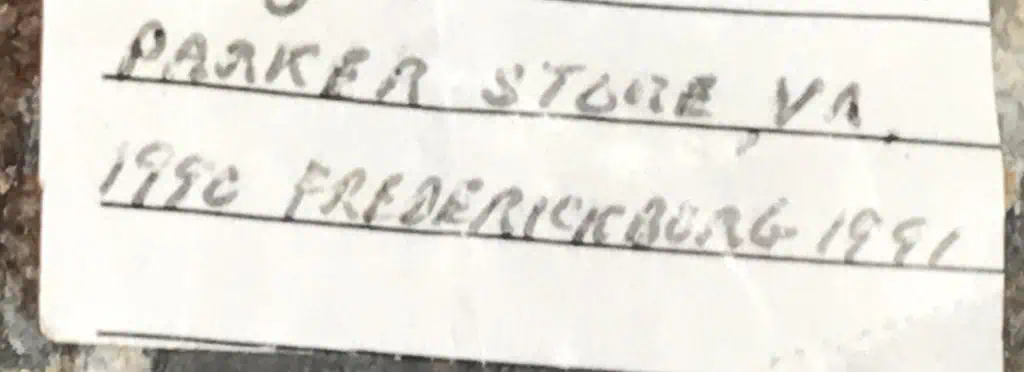 PARKER STORE, VA.
1990 FREDERICKBURG 1991